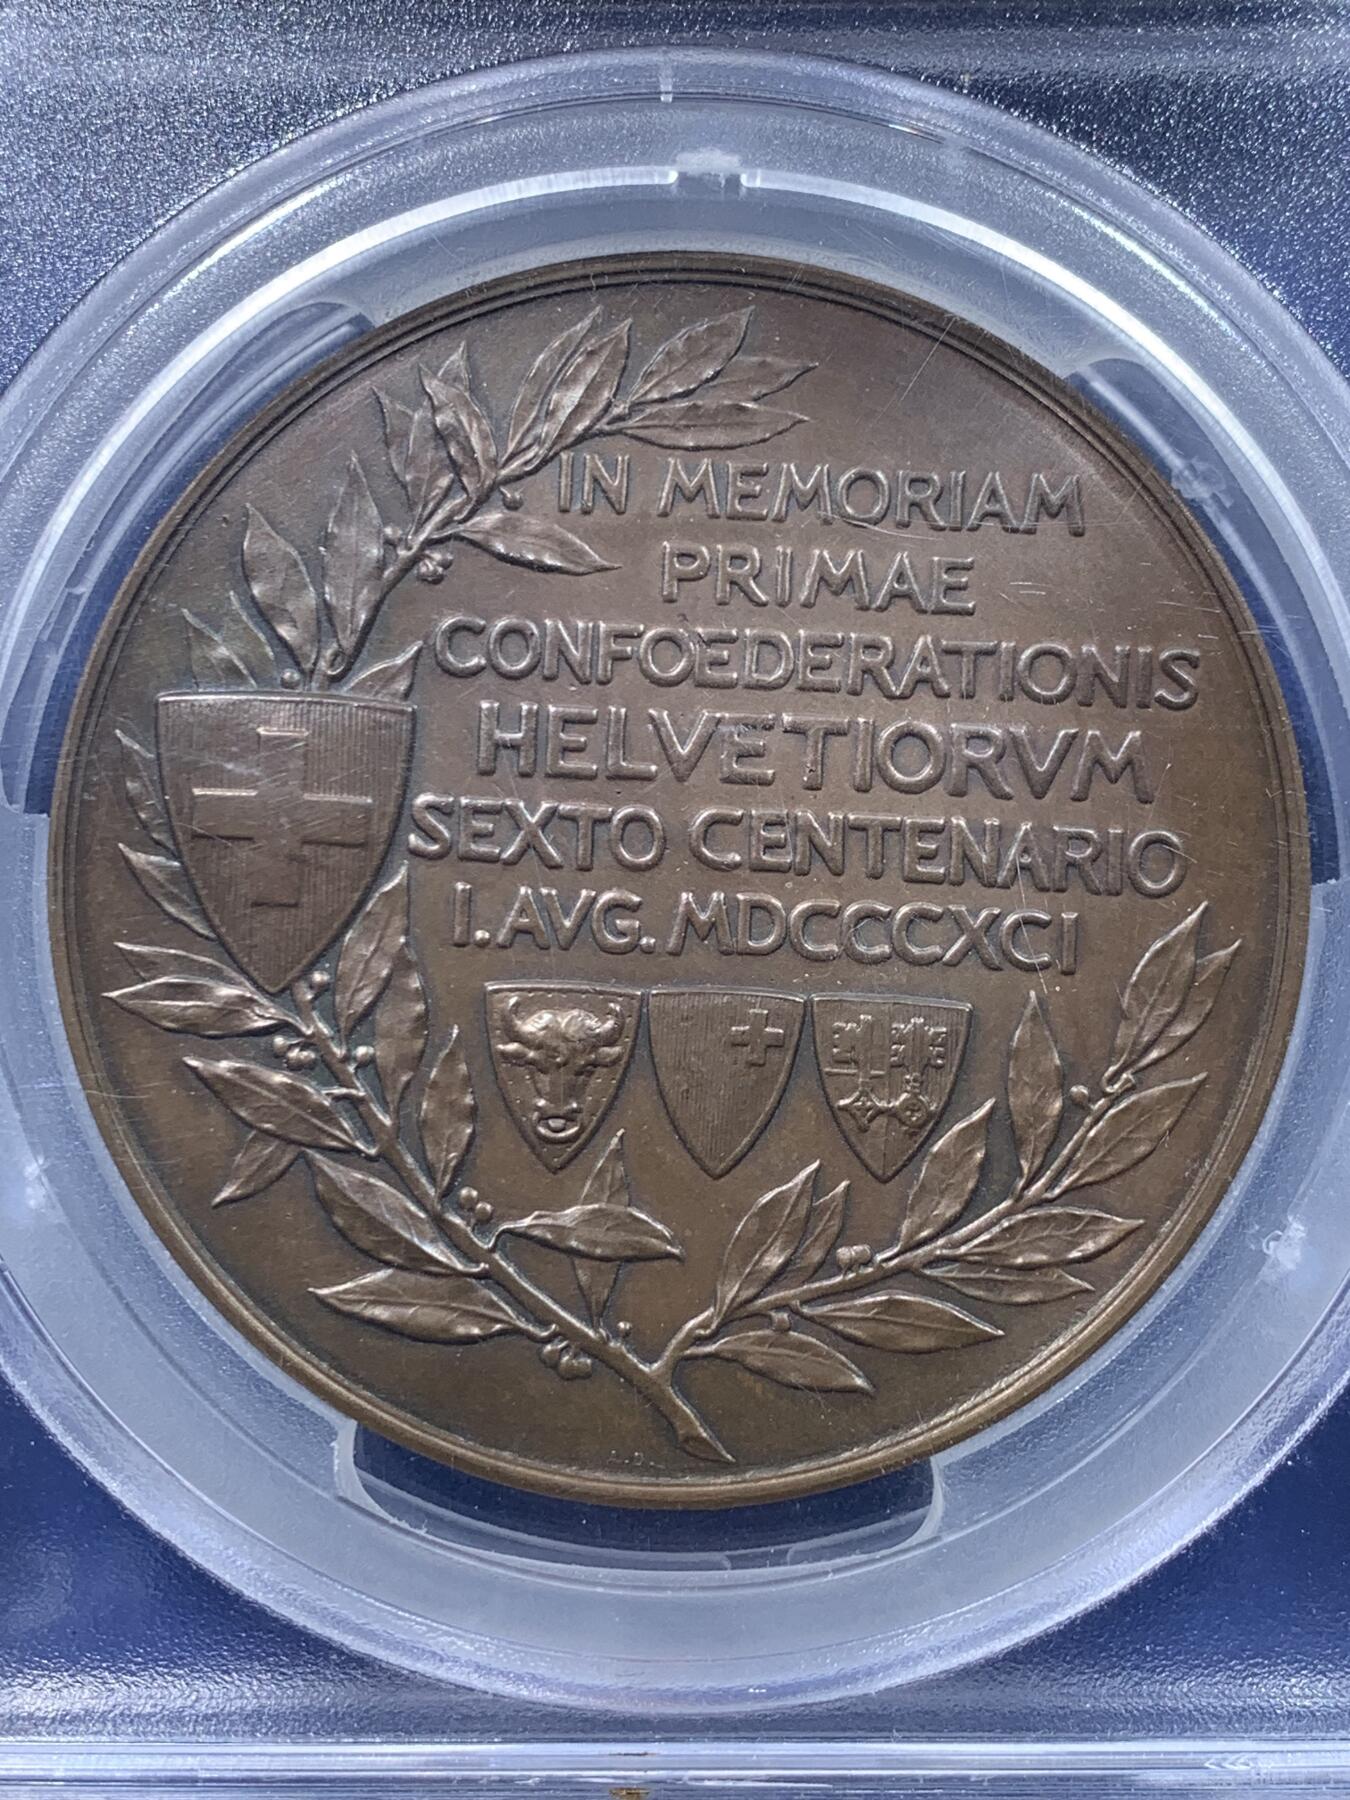 IN MEMORIAM
PRIMAE
CONFOEDERATIONIS
HELVETIORVM
SEXTO CENTENARIO
I. AVG. MDCCCXCI